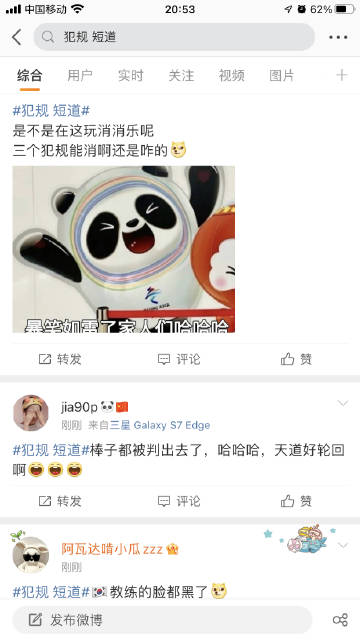 中国移动
20:53
62%
犯规 短道
综合 用户 实时 关注 视频 图片
#犯规 短道#
是不是在这玩消消乐呢
三个犯规能消啊还是咋的
暴笑如雷了家人们哈哈哈
转发 评论 赞
jia90p
刚刚 来自三星 Galaxy S7 Edge
#犯规 短道#棒子都被判出去了，哈哈哈，天道好轮回
啊
转发 评论 赞
阿瓦达啃小瓜zzz
刚刚
#犯规 短道#🇰🇷教练的脸都黑了
发布微博